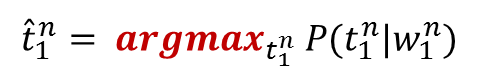 t̂₁ⁿ = argmax_{t₁ⁿ} P(t₁ⁿ|w₁ⁿ)